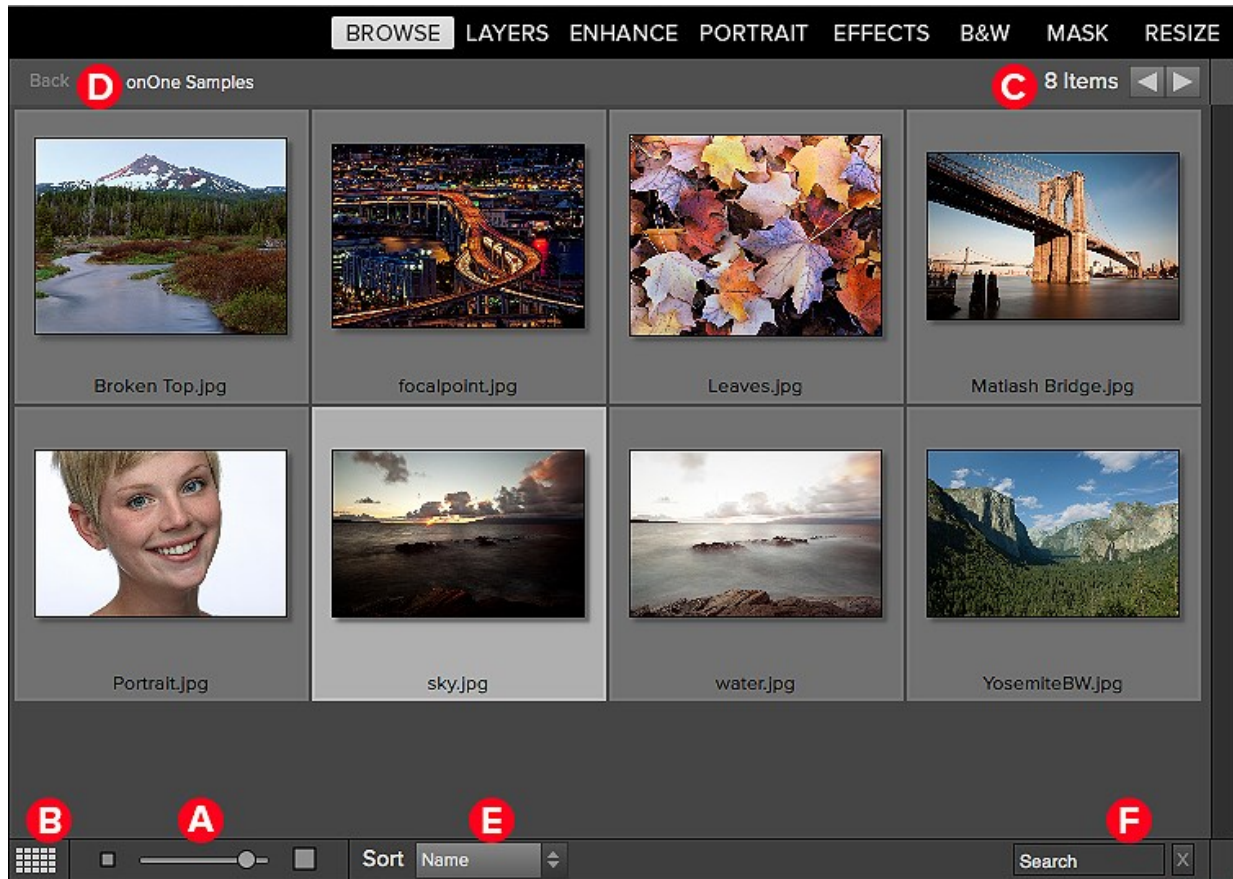 BROWSE LAYERS ENHANCE PORTRAIT EFFECTS B&W MASK RESIZE
Back D onOne Samples C 8 Items
Broken Top.jpg focalpoint.jpg Leaves.jpg Matlash Bridge.jpg
Portrait.jpg sky.jpg water.jpg YosemiteBW.jpg
B A E F
Sort Name Search X